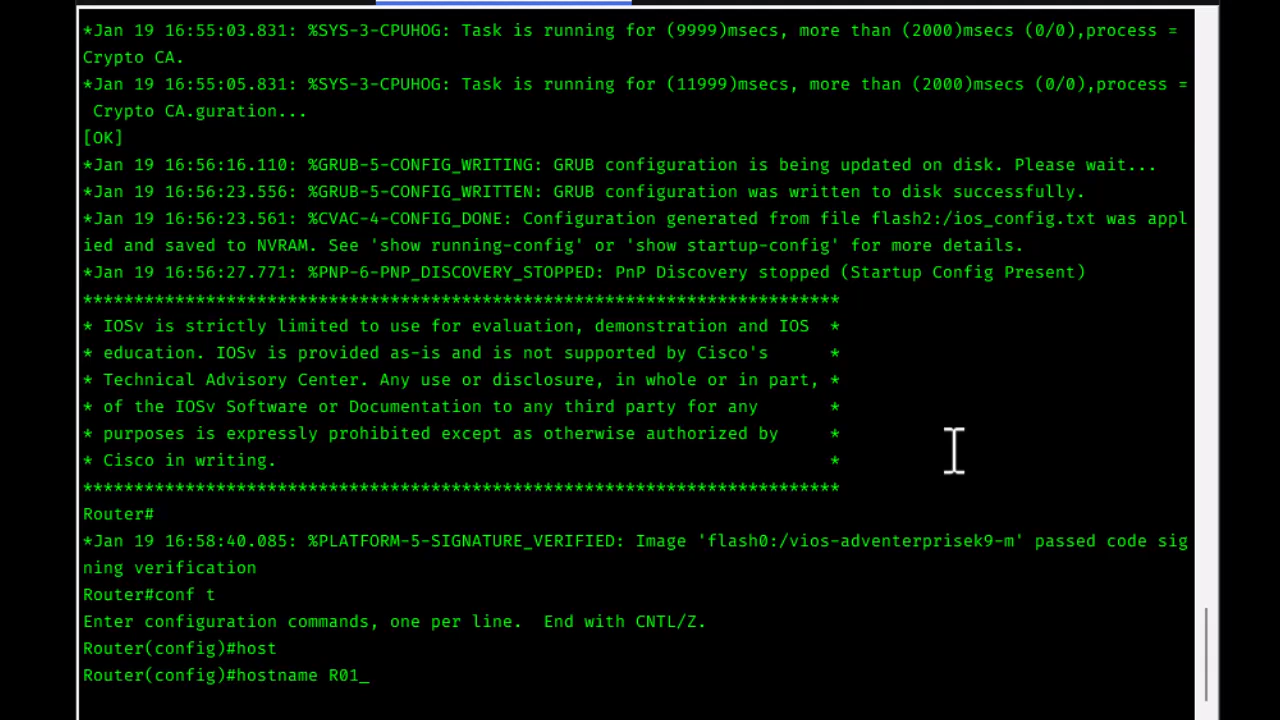 *Jan 19 16:55:03.831: %SYS-3-CPUHOG: Task is running for (9999)msecs, more than (2000)msecs (0/0),process =
Crypto CA.
*Jan 19 16:55:05.831: %SYS-3-CPUHOG: Task is running for (11999)msecs, more than (2000)msecs (0/0),process =
 Crypto CA.guration...
[OK]
*Jan 19 16:56:16.110: %GRUB-5-CONFIG_WRITING: GRUB configuration is being updated on disk. Please wait...
*Jan 19 16:56:23.556: %GRUB-5-CONFIG_WRITTEN: GRUB configuration was written to disk successfully.
*Jan 19 16:56:23.561: %CVAC-4-CONFIG_DONE: Configuration generated from file flash2:/ios_config.txt was appl
ied and saved to NVRAM. See 'show running-config' or 'show startup-config' for more details.
*Jan 19 16:56:27.771: %PNP-6-PNP_DISCOVERY_STOPPED: PnP Discovery stopped (Startup Config Present)
**************************************************************************
* IOSv is strictly limited to use for evaluation, demonstration and IOS  *
* education. IOSv is provided as-is and is not supported by Cisco's      *
* Technical Advisory Center. Any use or disclosure, in whole or in part, *
* of the IOSv Software or Documentation to any third party for any       *
* purposes is expressly prohibited except as otherwise authorized by     *
* Cisco in writing.                                                      *
**************************************************************************
Router#
*Jan 19 16:58:40.085: %PLATFORM-5-SIGNATURE_VERIFIED: Image 'flash0:/vios-adventerprisek9-m' passed code sig
ning verification
Router#conf t
Enter configuration commands, one per line.  End with CNTL/Z.
Router(config)#host
Router(config)#hostname R01_